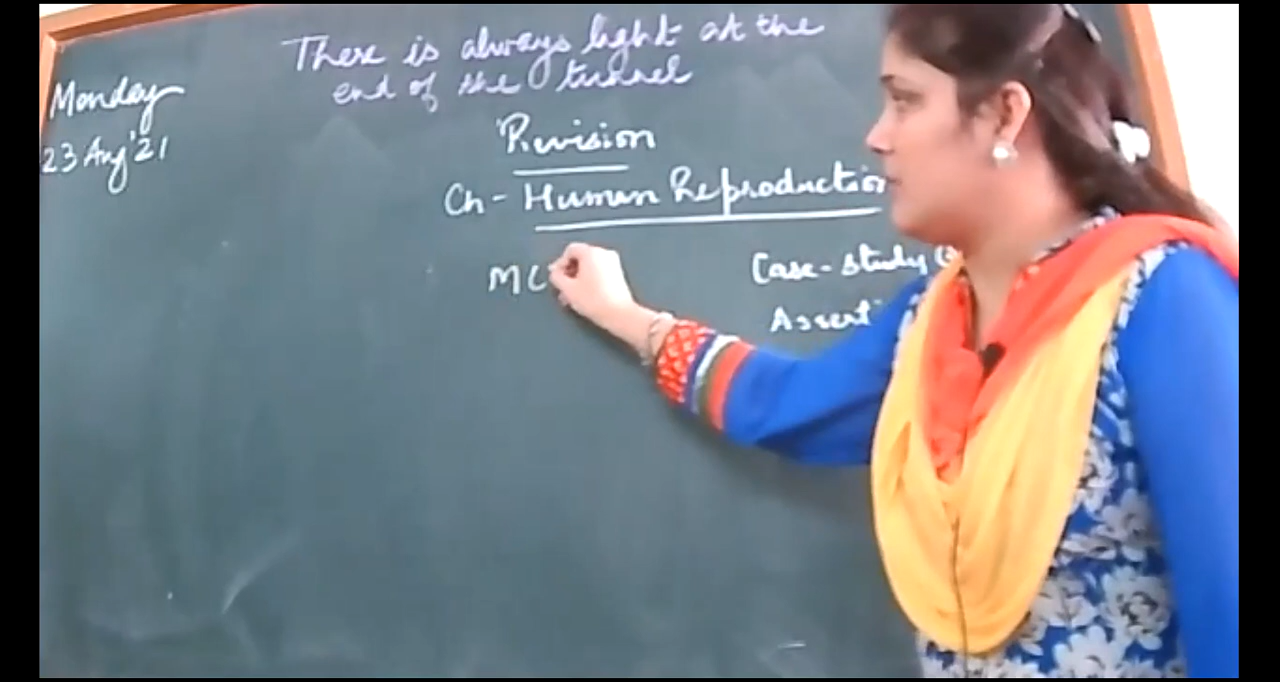 There is always light at the
end of the tunnel
Monday
23 Aug '21
Revision
Ch - Human Reproduction
MC
Case - study
Asserti